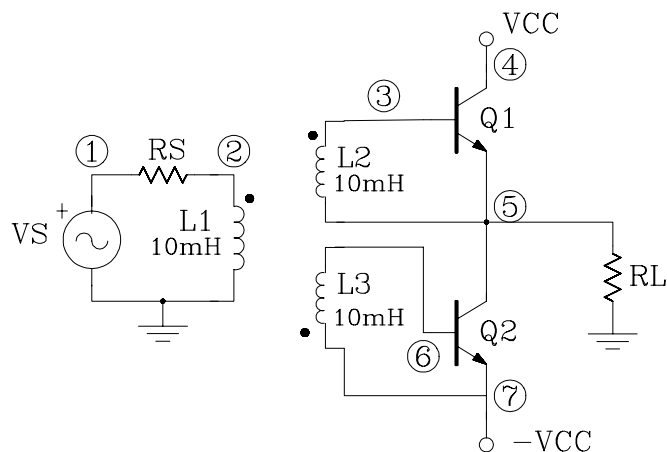 VCC
④
③
Q1
①
RS
②
L2
10mH
L1
10mH
+
VS
⑤
L3
10mH
RL
Q2
⑥
⑦
-VCC